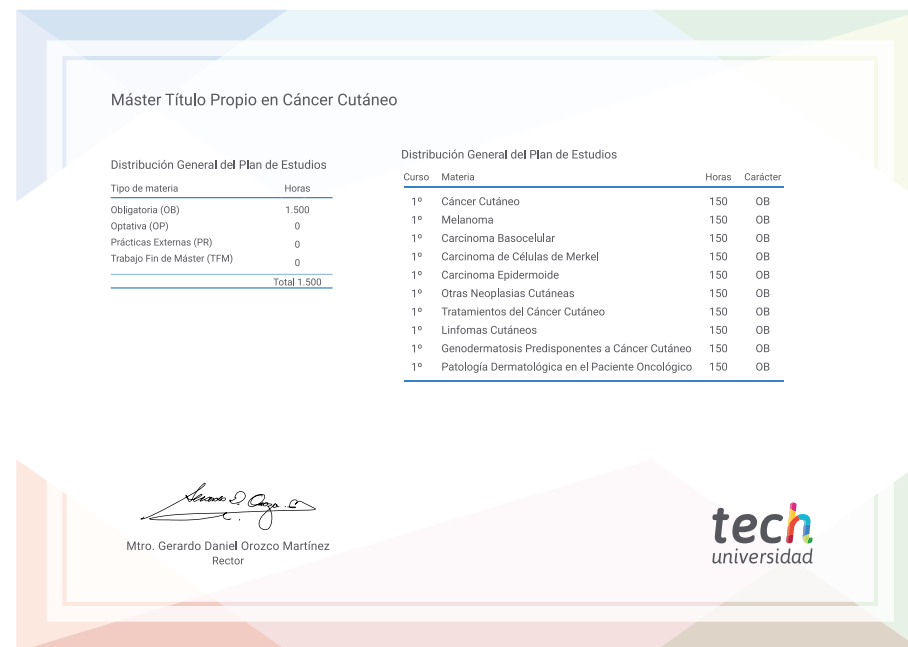 Máster Título Propio en Cáncer Cutáneo
Distribución General del Plan de Estudios
Tipo de materia Horas
Obligatoria (OB) 1.500
Optativa (OP) 0
Prácticas Externas (PR) 0
Trabajo Fin de Máster (TFM) 0
Total 1.500
Distribución General del Plan de Estudios
Curso Materia Horas Carácter
1º Cáncer Cutáneo 150 OB
1º Melanoma 150 OB
1º Carcinoma Basocelular 150 OB
1º Carcinoma de Células de Merkel 150 OB
1º Carcinoma Epidermoide 150 OB
1º Otras Neoplasias Cutáneas 150 OB
1º Tratamientos del Cáncer Cutáneo 150 OB
1º Linfomas Cutáneos 150 OB
1º Genodermatosis Predisponentes a Cáncer Cutáneo 150 OB
1º Patología Dermatológica en el Paciente Oncológico 150 OB
Mtro. Gerardo Daniel Orozco Martínez
Rector
tech
universidad